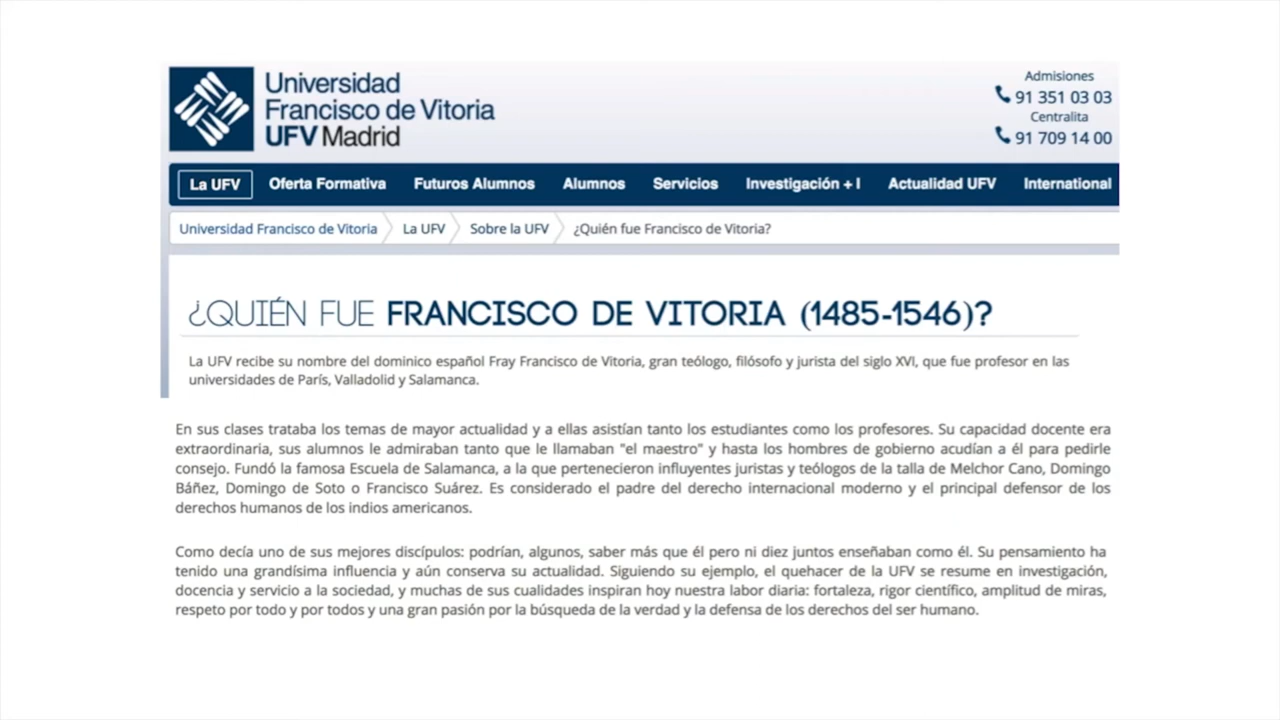 Universidad
Francisco de Vitoria
UFV Madrid
Admisiones
91 351 03 03
Centralita
91 709 14 00
La UFV Oferta Formativa Futuros Alumnos Alumnos Servicios Investigación + I Actualidad UFV International
Universidad Francisco de Vitoria La UFV Sobre la UFV ¿Quién fue Francisco de Vitoria?
¿QUIÉN FUE FRANCISCO DE VITORIA (1485-1546)?
La UFV recibe su nombre del dominico español Fray Francisco de Vitoria, gran teólogo, filósofo y jurista del siglo XVI, que fue profesor en las
universidades de París, Valladolid y Salamanca.
En sus clases trataba los temas de mayor actualidad y a ellas asistían tanto los estudiantes como los profesores. Su capacidad docente era
extraordinaria, sus alumnos le admiraban tanto que le llamaban "el maestro" y hasta los hombres de gobierno acudían a él para pedirle
consejo. Fundó la famosa Escuela de Salamanca, a la que pertenecieron influyentes juristas y teólogos de la talla de Melchor Cano, Domingo
Báñez, Domingo de Soto o Francisco Suárez. Es considerado el padre del derecho internacional moderno y el principal defensor de los
derechos humanos de los indios americanos.
Como decía uno de sus mejores discípulos: podrían, algunos, saber más que él pero ni diez juntos enseñaban como él. Su pensamiento ha
tenido una grandísima influencia y aún conserva su actualidad. Siguiendo su ejemplo, el quehacer de la UFV se resume en investigación,
docencia y servicio a la sociedad, y muchas de sus cualidades inspiran hoy nuestra labor diaria: fortaleza, rigor científico, amplitud de miras,
respeto por todo y por todos y una gran pasión por la búsqueda de la verdad y la defensa de los derechos del ser humano.